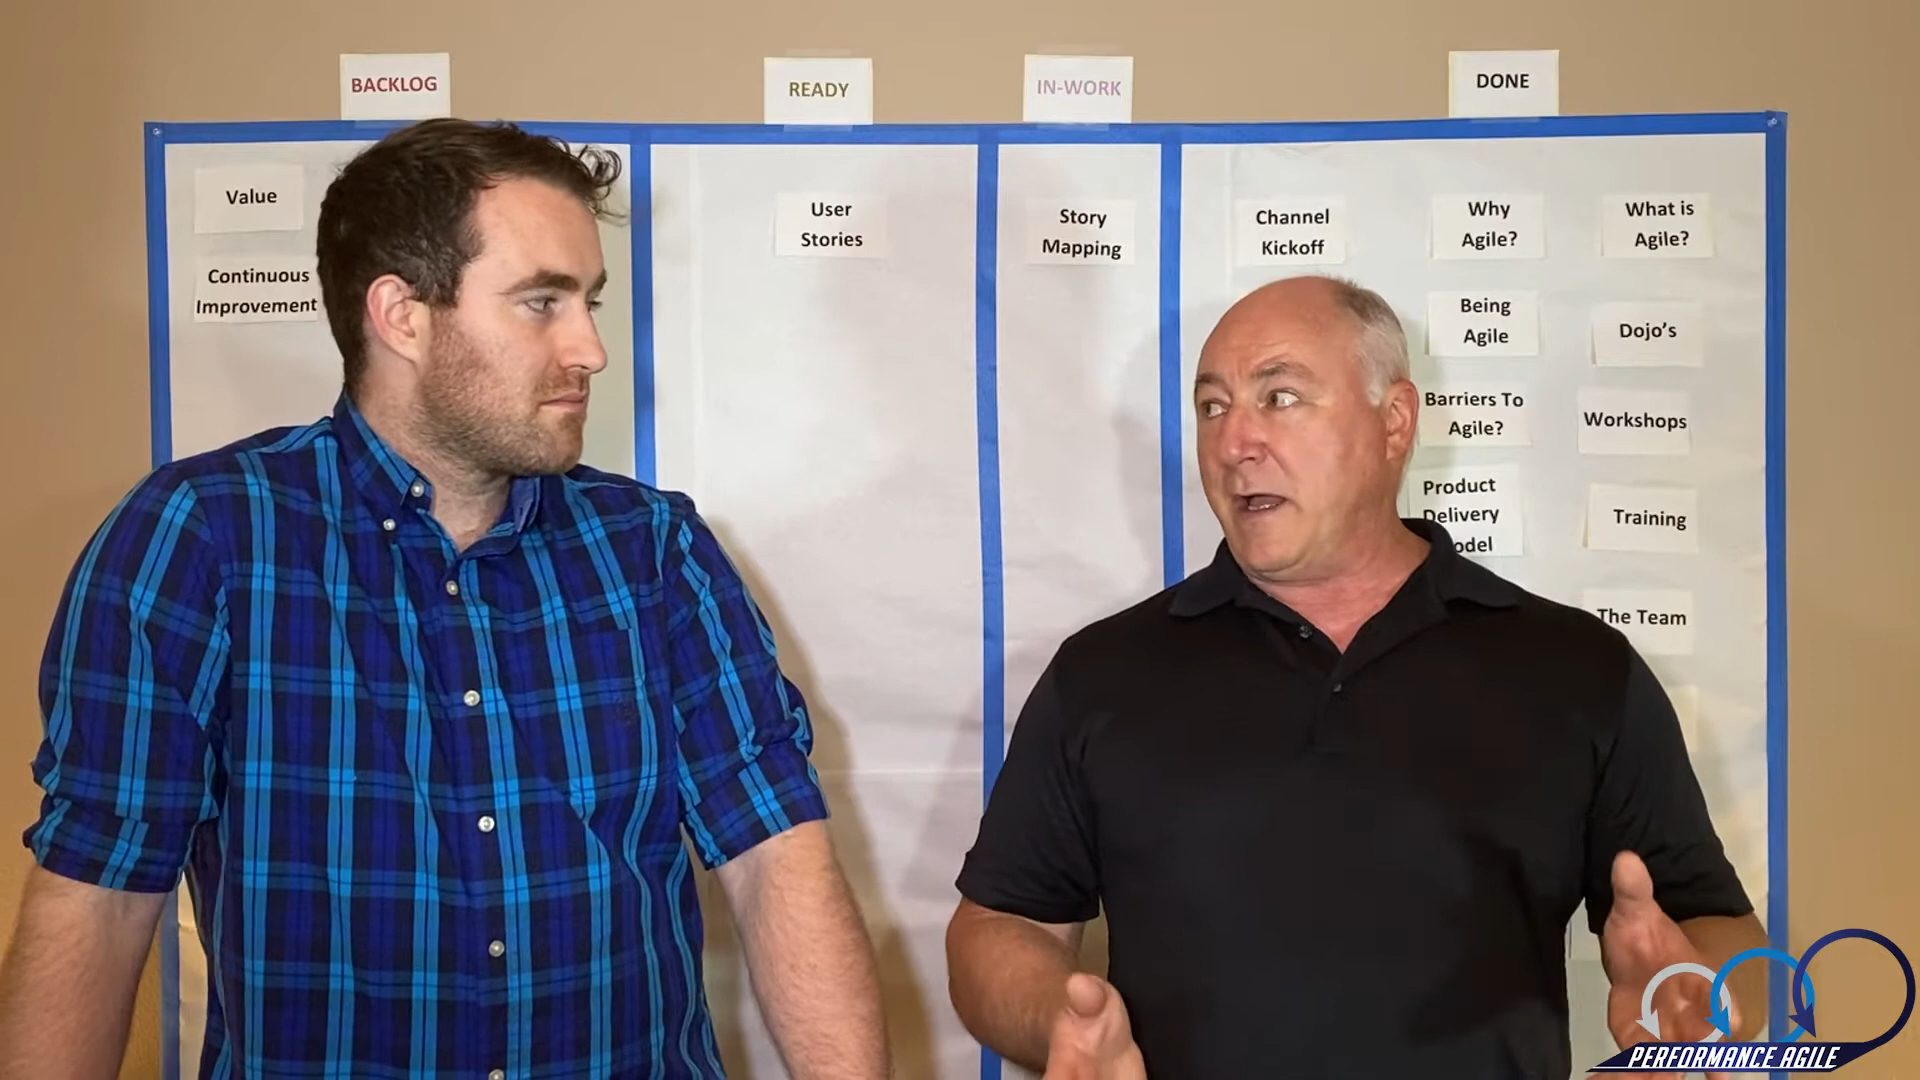 BACKLOG
READY
IN-WORK
DONE
Value
Continuous
Improvement
User
Stories
Story
Mapping
Channel
Kickoff
Why
Agile?
Being
Agile
Barriers To
Agile?
Product
Delivery
odel
What is
Agile?
Dojo's
Workshops
Training
The Team
PERFORMANCE AGILE